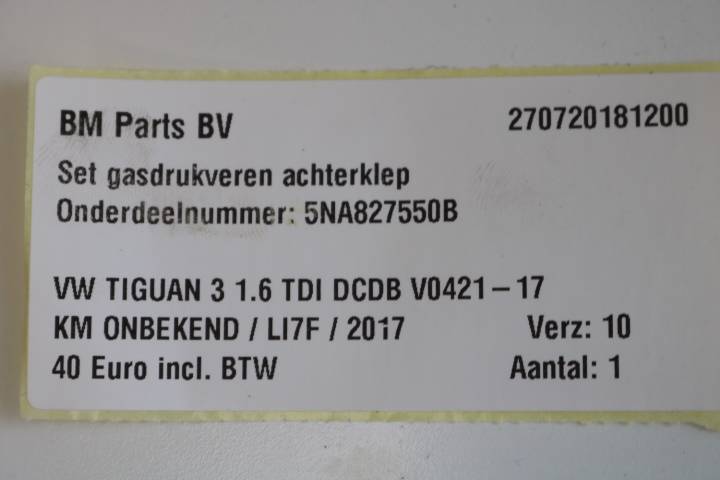 BM Parts BV 270720181200
Set gasdrukveren achterklep
Onderdeelnummer: 5NA827550B
VW TIGUAN 3 1.6 TDI DCDB V0421-17
KM ONBEKEND / LI7F / 2017 Verz: 10
40 Euro incl. BTW Aantal: 1